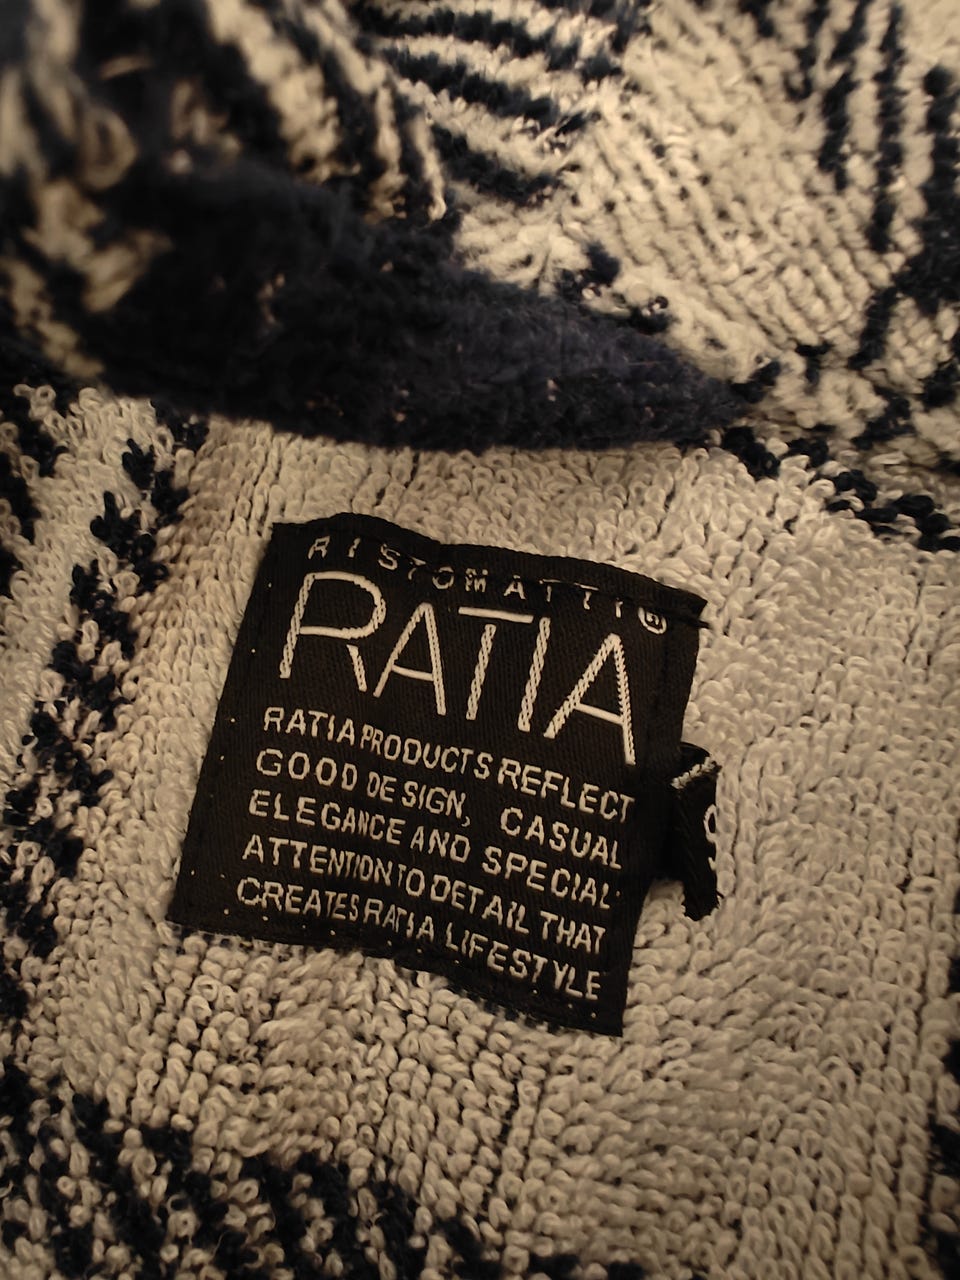 RISTOMATTI®
RATIA
RATIA PRODUCTS REFLECT
GOOD DESIGN, CASUAL
ELEGANCE AND SPECIAL
ATTENTION TO DETAIL THAT
CREATES RATIA LIFESTYLE